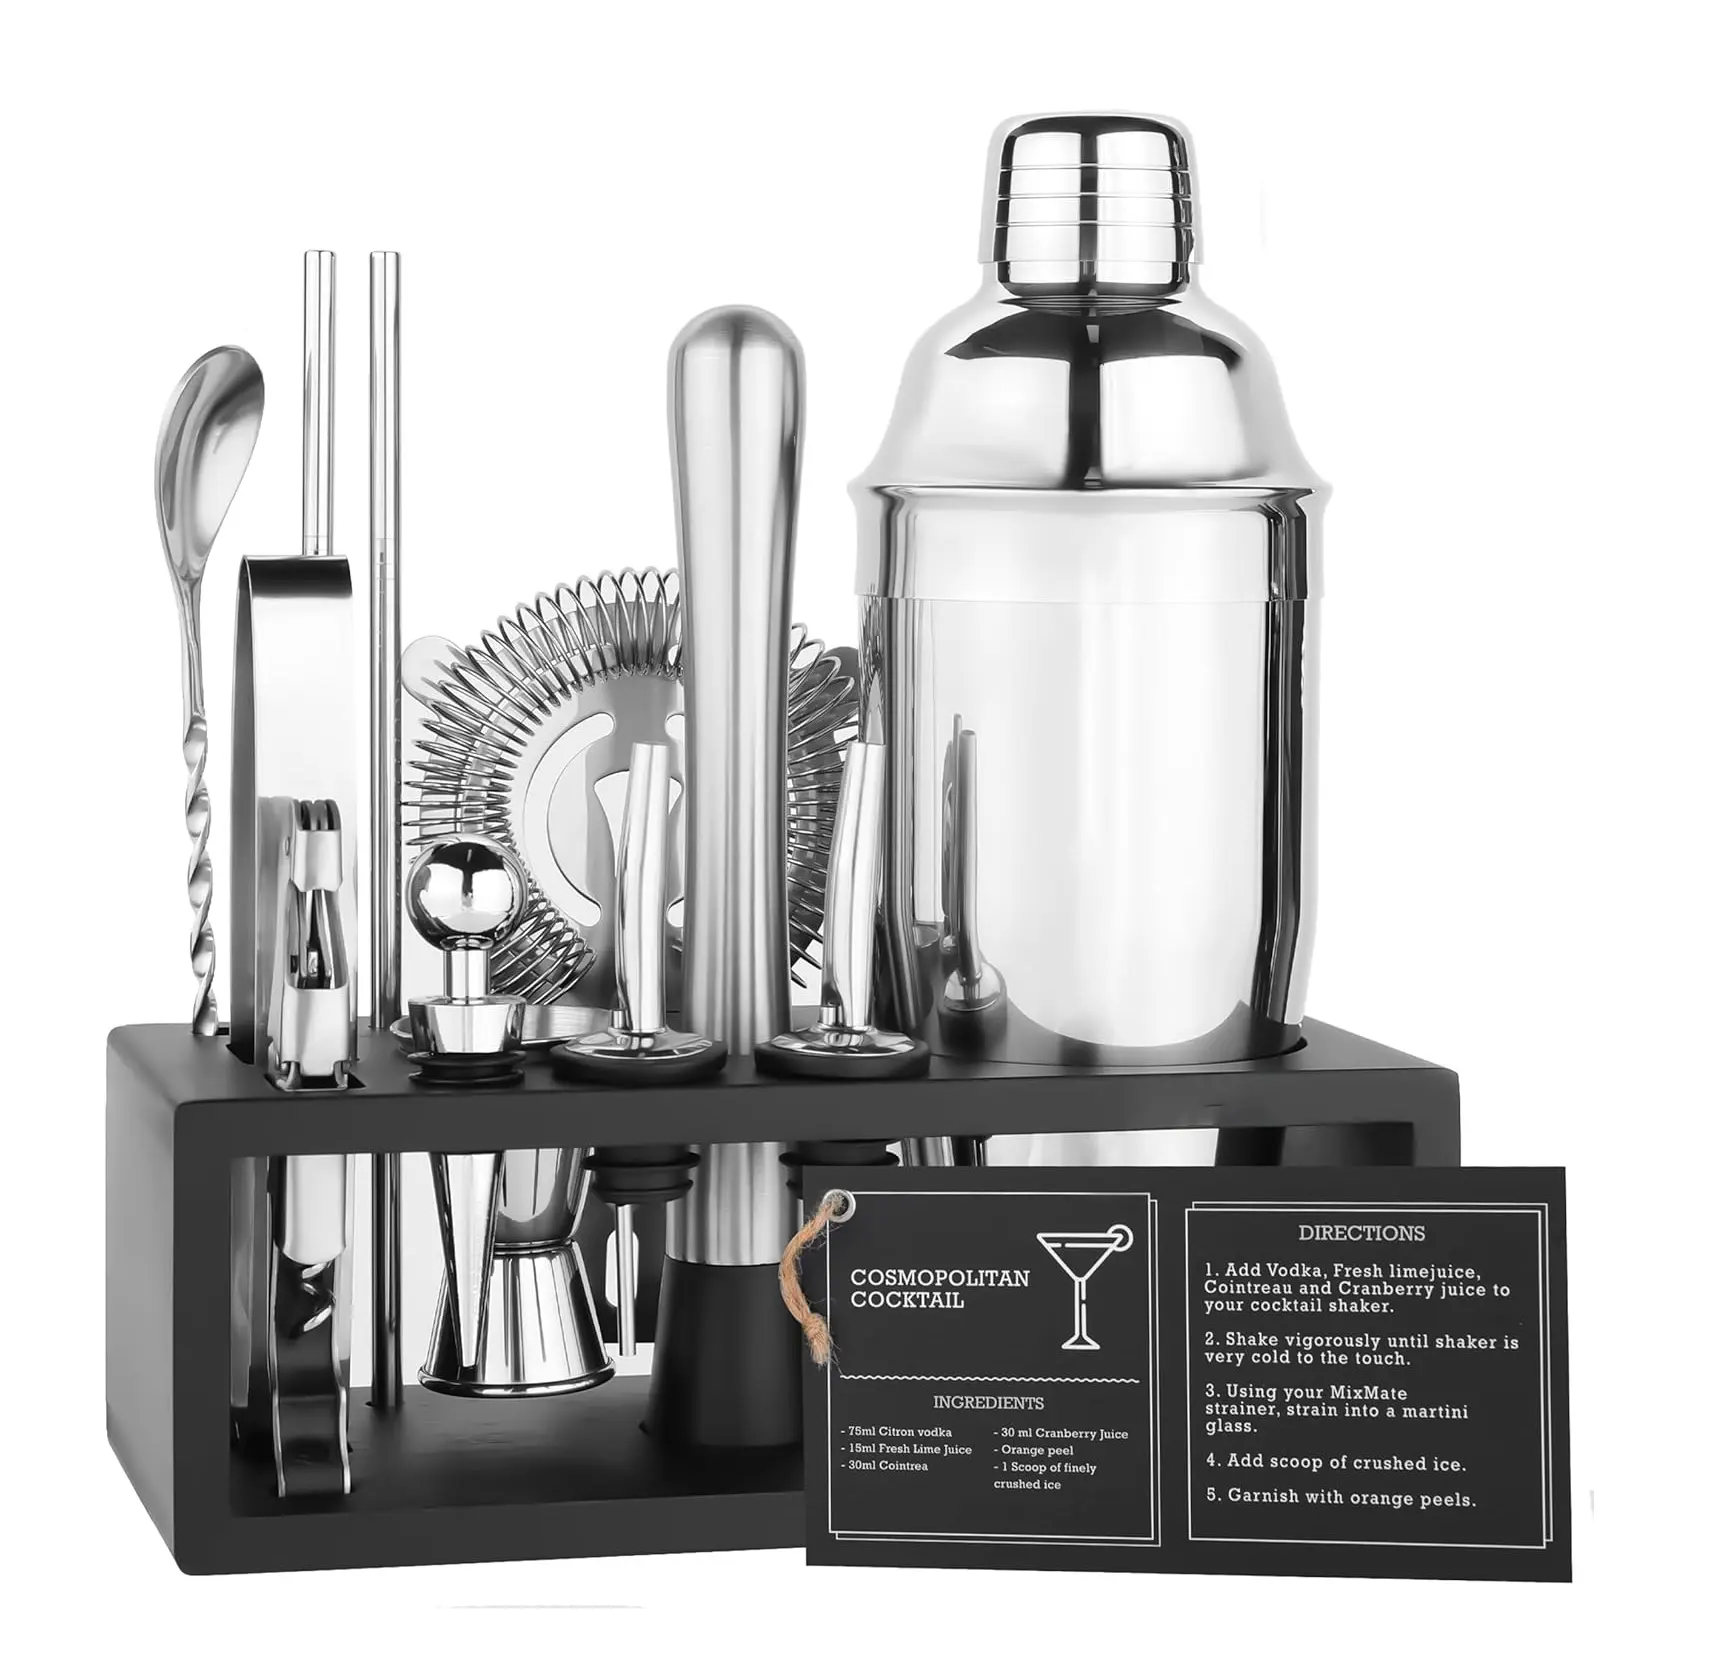 COSMOPOLITAN
COCKTAIL
INGREDIENTS
- 75ml Citron vodka
- 15ml Fresh Lime Juice
- 30ml Cointrea
- 30 ml Cranberry Juice
- Orange peel
- 1 Scoop of finely
crushed ice
DIRECTIONS
1. Add Vodka, Fresh limejuice,
Cointreau and Cranberry juice to
your cocktail shaker.
2. Shake vigorously until shaker is
very cold to the touch.
3. Using your MixMate
strainer, strain into a martini
glass.
4. Add scoop of crushed ice.
5. Garnish with orange peels.